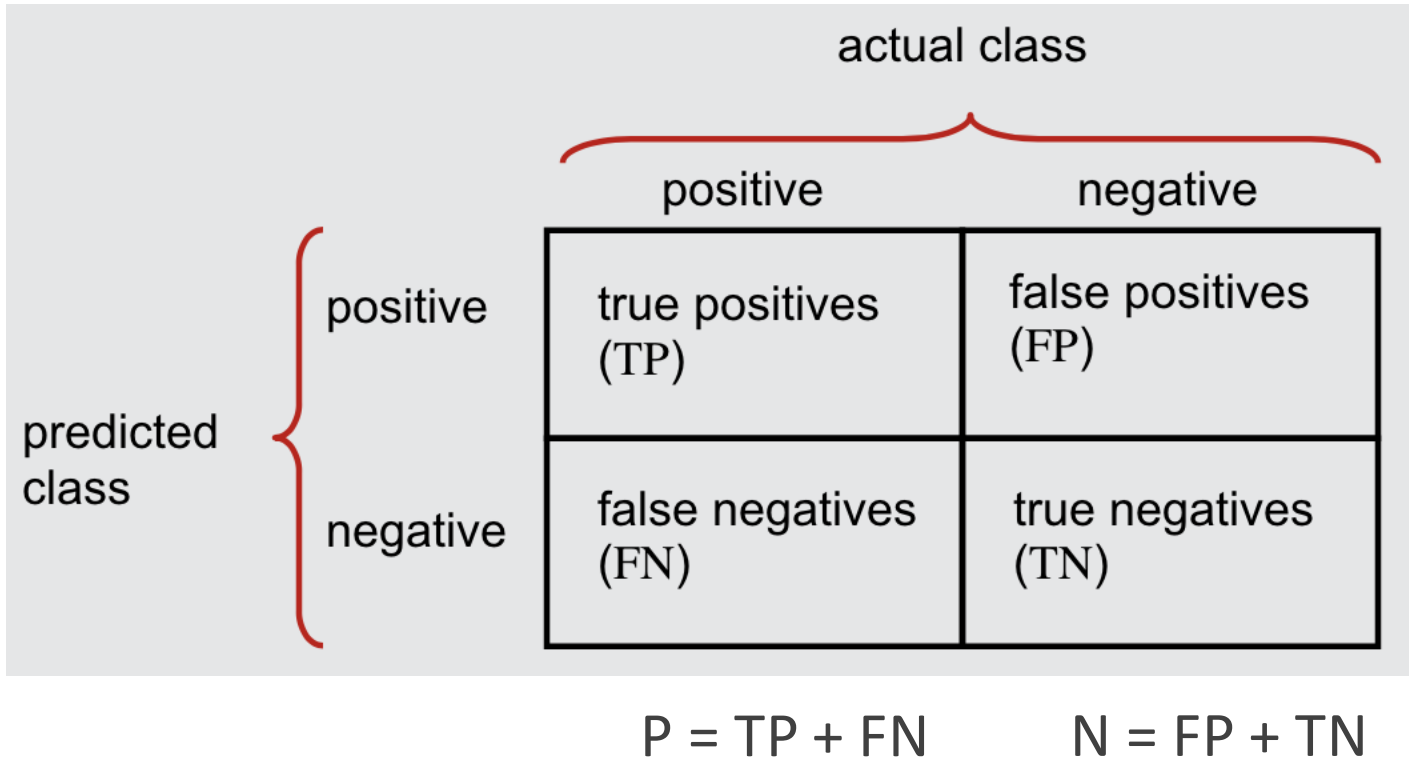 actual class
positive
negative
positive
true positives
(TP)
false positives
(FP)
predicted
class
negative
false negatives
(FN)
true negatives
(TN)
P = TP + FN
N = FP + TN